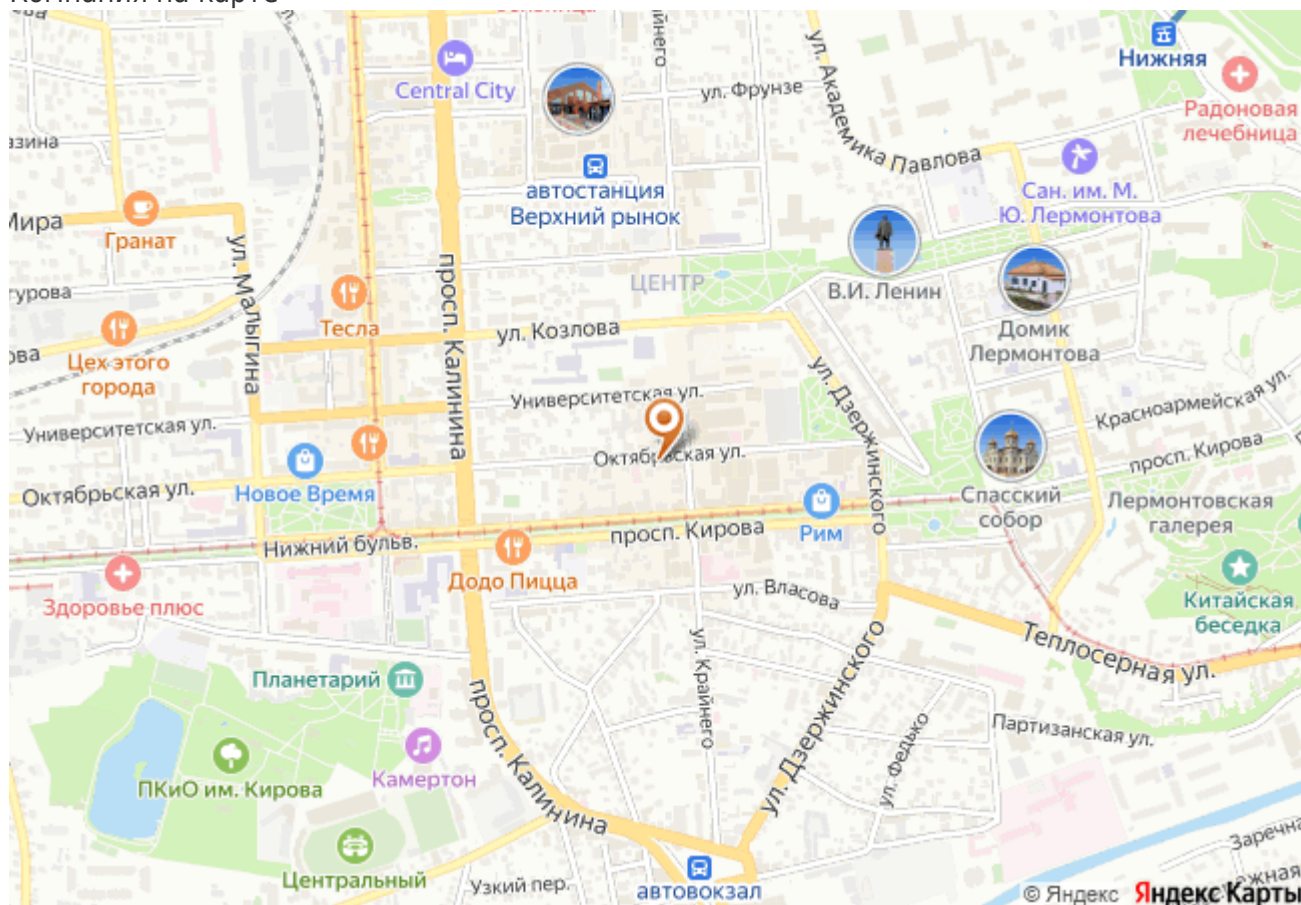 Компания на карте
Central City
ул. Фрунзе
Нижняя
Радоновая
лечебница
ул. Академика Павлова
Сан. им. М.
Ю. Лермонтова
автостанция
Верхний рынок
Мира
Гранат
ул. Малыгина
просп. Калинина
ЦЕНТР
В.И. Ленин
Домик
Лермонтова
Тесла
ул. Козлова
Цех этого
города
ул. Дзержинского
Университетская ул.
Университетская ул.
Красноармейская ул.
просп. Кирова
Октябрьская ул.
Октябрьская ул.
Новое Время
Спасский
собор
Лермонтовская
галерея
Рим
просп. Кирова
Нижний бульв.
Додо Пицца
Здоровье плюс
ул. Власова
Китайская
беседка
Теплосерная ул.
ул. Крайнего
Планетарий
просп. Калинина
ул. Дзержинского
ул. Федько
Партизанская ул.
Камертон
ПКиО им. Кирова
Центральный
Узкий пер.
автовокзал
© Яндекс Яндекс Карты